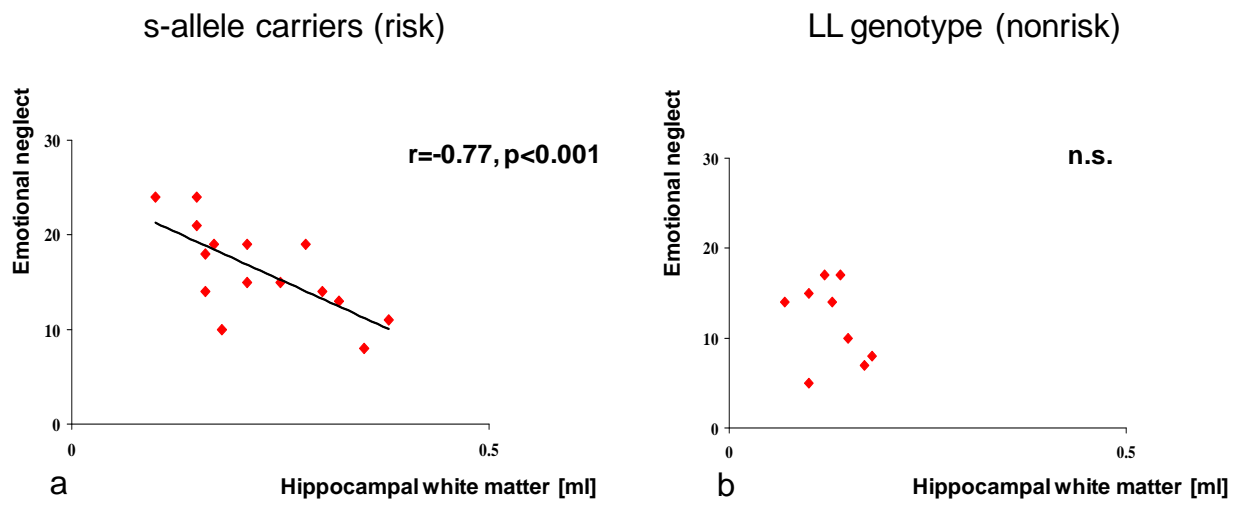 s-allele carriers (risk)
Emotional neglect
30
20
10
0
0
0.5
r=-0.77, p<0.001
a
Hippocampal white matter [ml]
LL genotype (nonrisk)
Emotional neglect
30
20
10
0
0
0.5
n.s.
b
Hippocampal white matter [ml]